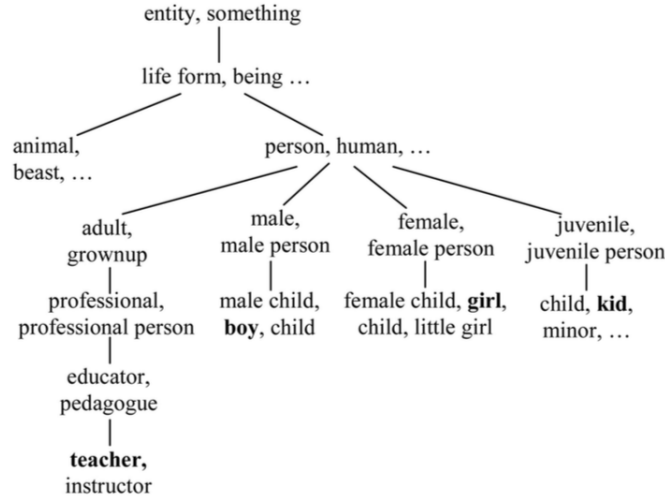 entity, something
life form, being …
animal,
beast, …
person, human, …
adult,
grownup
male,
male person
female,
female person
juvenile,
juvenile person
professional,
professional person
male child,
boy, child
female child, girl,
child, little girl
child, kid,
minor, …
educator,
pedagogue
teacher,
instructor